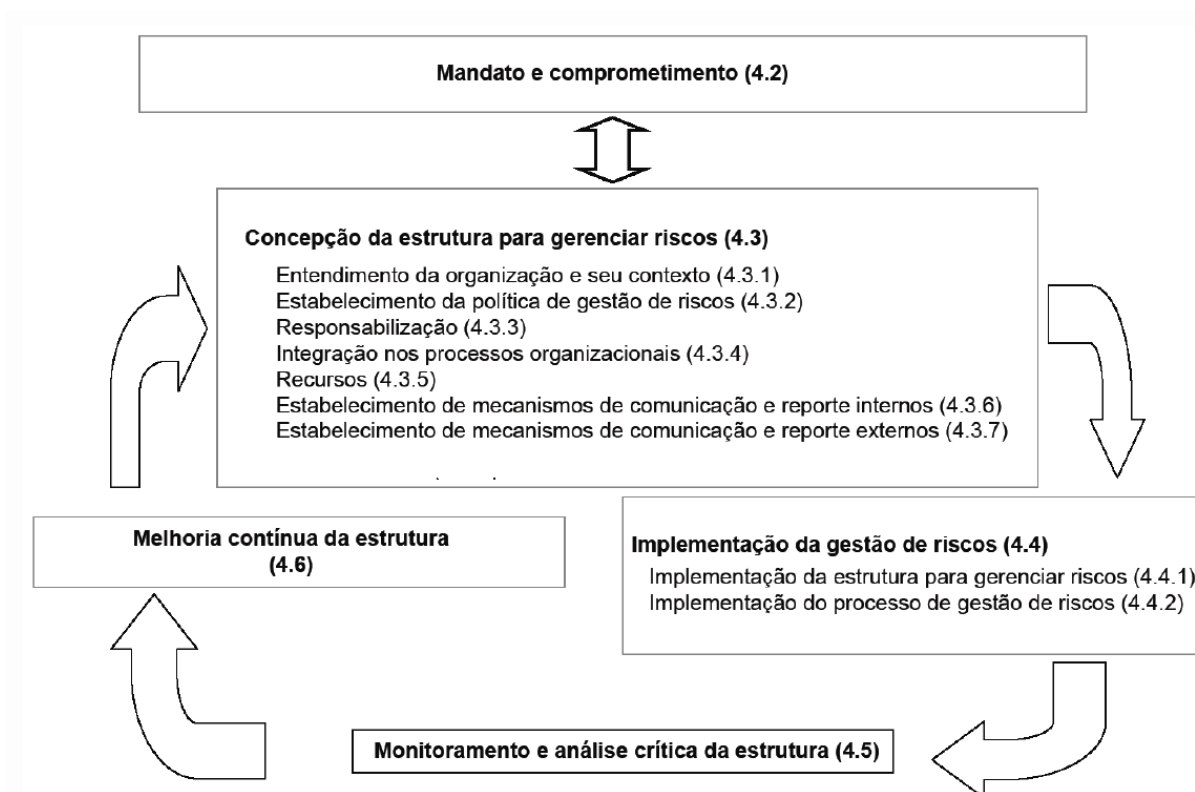 Mandato e comprometimento (4.2)
Concepção da estrutura para gerenciar riscos (4.3)
Entendimento da organização e seu contexto (4.3.1)
Estabelecimento da política de gestão de riscos (4.3.2)
Responsabilização (4.3.3)
Integração nos processos organizacionais (4.3.4)
Recursos (4.3.5)
Estabelecimento de mecanismos de comunicação e reporte internos (4.3.6)
Estabelecimento de mecanismos de comunicação e reporte externos (4.3.7)
Melhoria contínua da estrutura
(4.6)
Implementação da gestão de riscos (4.4)
Implementação da estrutura para gerenciar riscos (4.4.1)
Implementação do processo de gestão de riscos (4.4.2)
Monitoramento e análise crítica da estrutura (4.5)